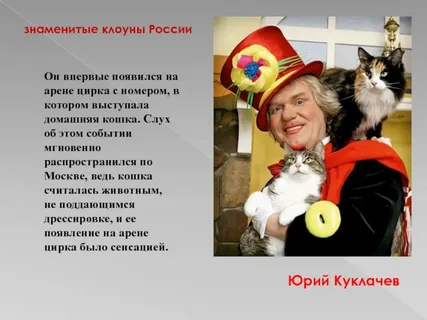 знаменитые клоуны России
Он впервые появился на
арене цирка с номером, в
котором выступала
домашняя кошка. Слух
об этом событии
мгновенно
распространился по
Москве, ведь кошка
считалась животным,
не поддающимся
дрессировке, и ее
появление на арене
цирка было сенсацией.
Юрий Куклачев